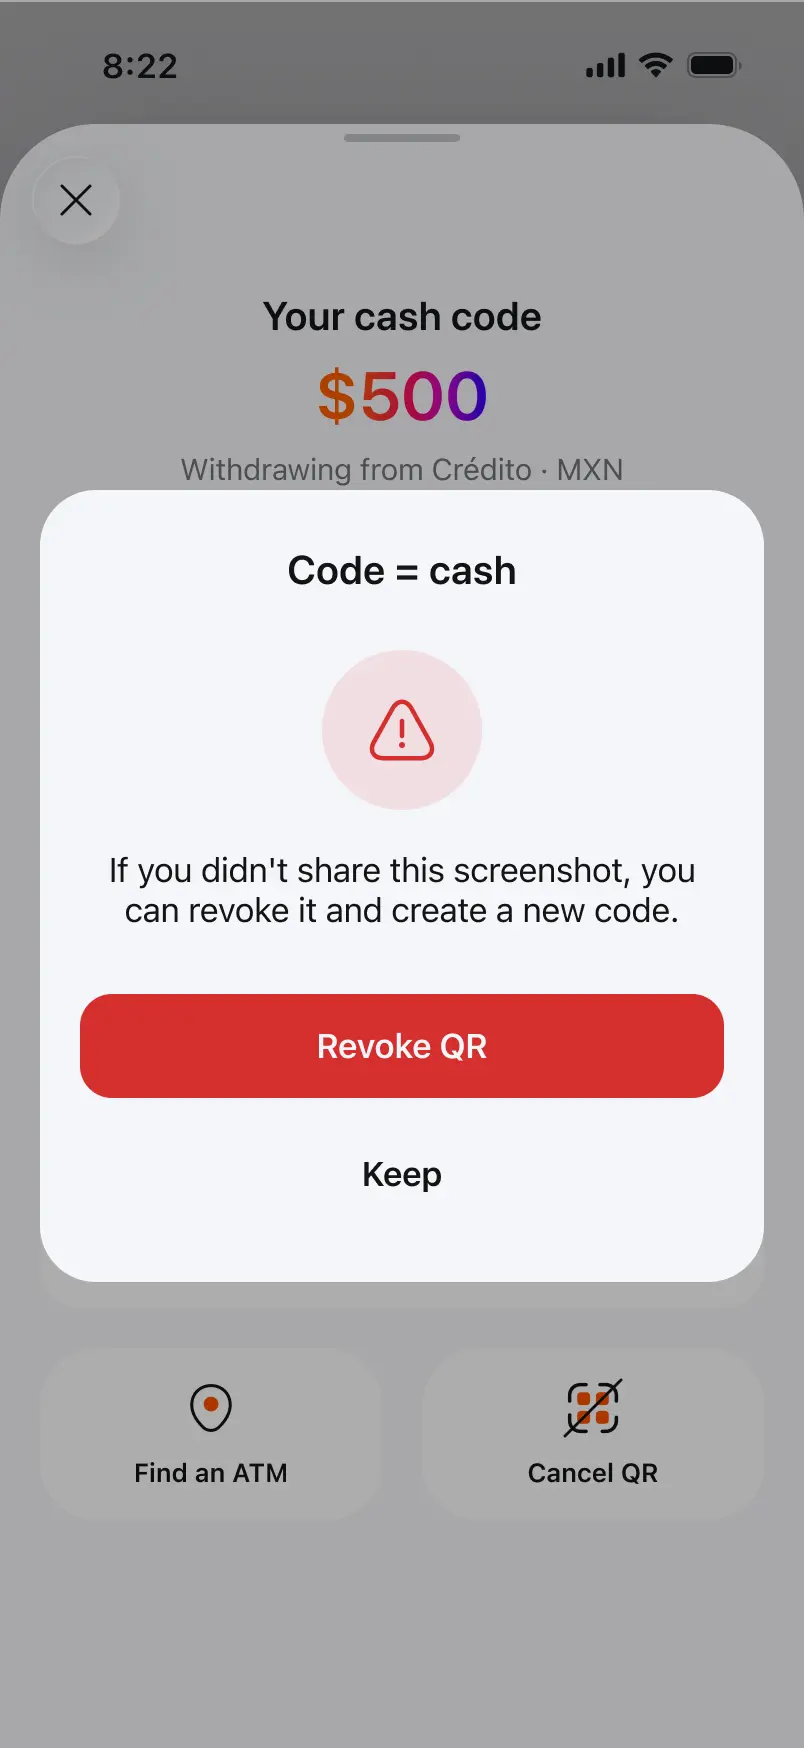 8:22
Your cash code
$500
Withdrawing from Crédito · MXN
Code = cash
If you didn't share this screenshot, you
can revoke it and create a new code.
Revoke QR
Keep
Find an ATM
Cancel QR